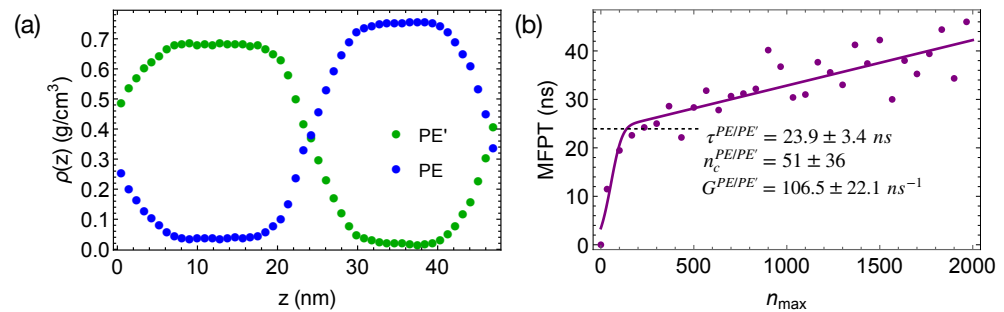 (a)
0.7
0.6
0.5
0.4
0.3
0.2
0.1
0.0
ρ(z) (g/cm³)
PE'
PE
0
10
20
30
40
z (nm)
(b)
50
40
30
20
10
0
MFPT (ns)
τ^{PE/PE′} = 23.9 ± 3.4 ns
n_c^{PE/PE′} = 51 ± 36
G^{PE/PE′} = 106.5 ± 22.1 ns⁻¹
0
500
1000
1500
2000
n_max